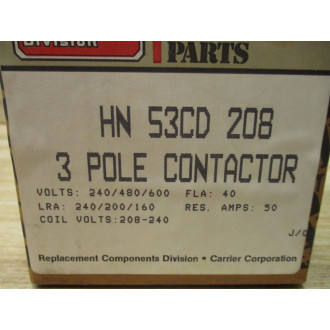 DIVISION
PARTS
HN 53CD 208
3 POLE CONTACTOR
VOLTS: 240/480/600 FLA: 40
LRA: 240/200/160 RES. AMPS: 50
COIL VOLTS:208-240
J/C
Replacement Components Division • Carrier Corporation